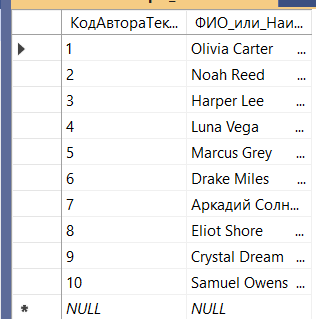 КодАвтораТек... ФИО_или_Наи...
1 Olivia Carter ...
2 Noah Reed ...
3 Harper Lee ...
4 Luna Vega ...
5 Marcus Grey ...
6 Drake Miles ...
7 Аркадий Солн...
8 Eliot Shore ...
9 Crystal Dream ...
10 Samuel Owens ...
* NULL NULL